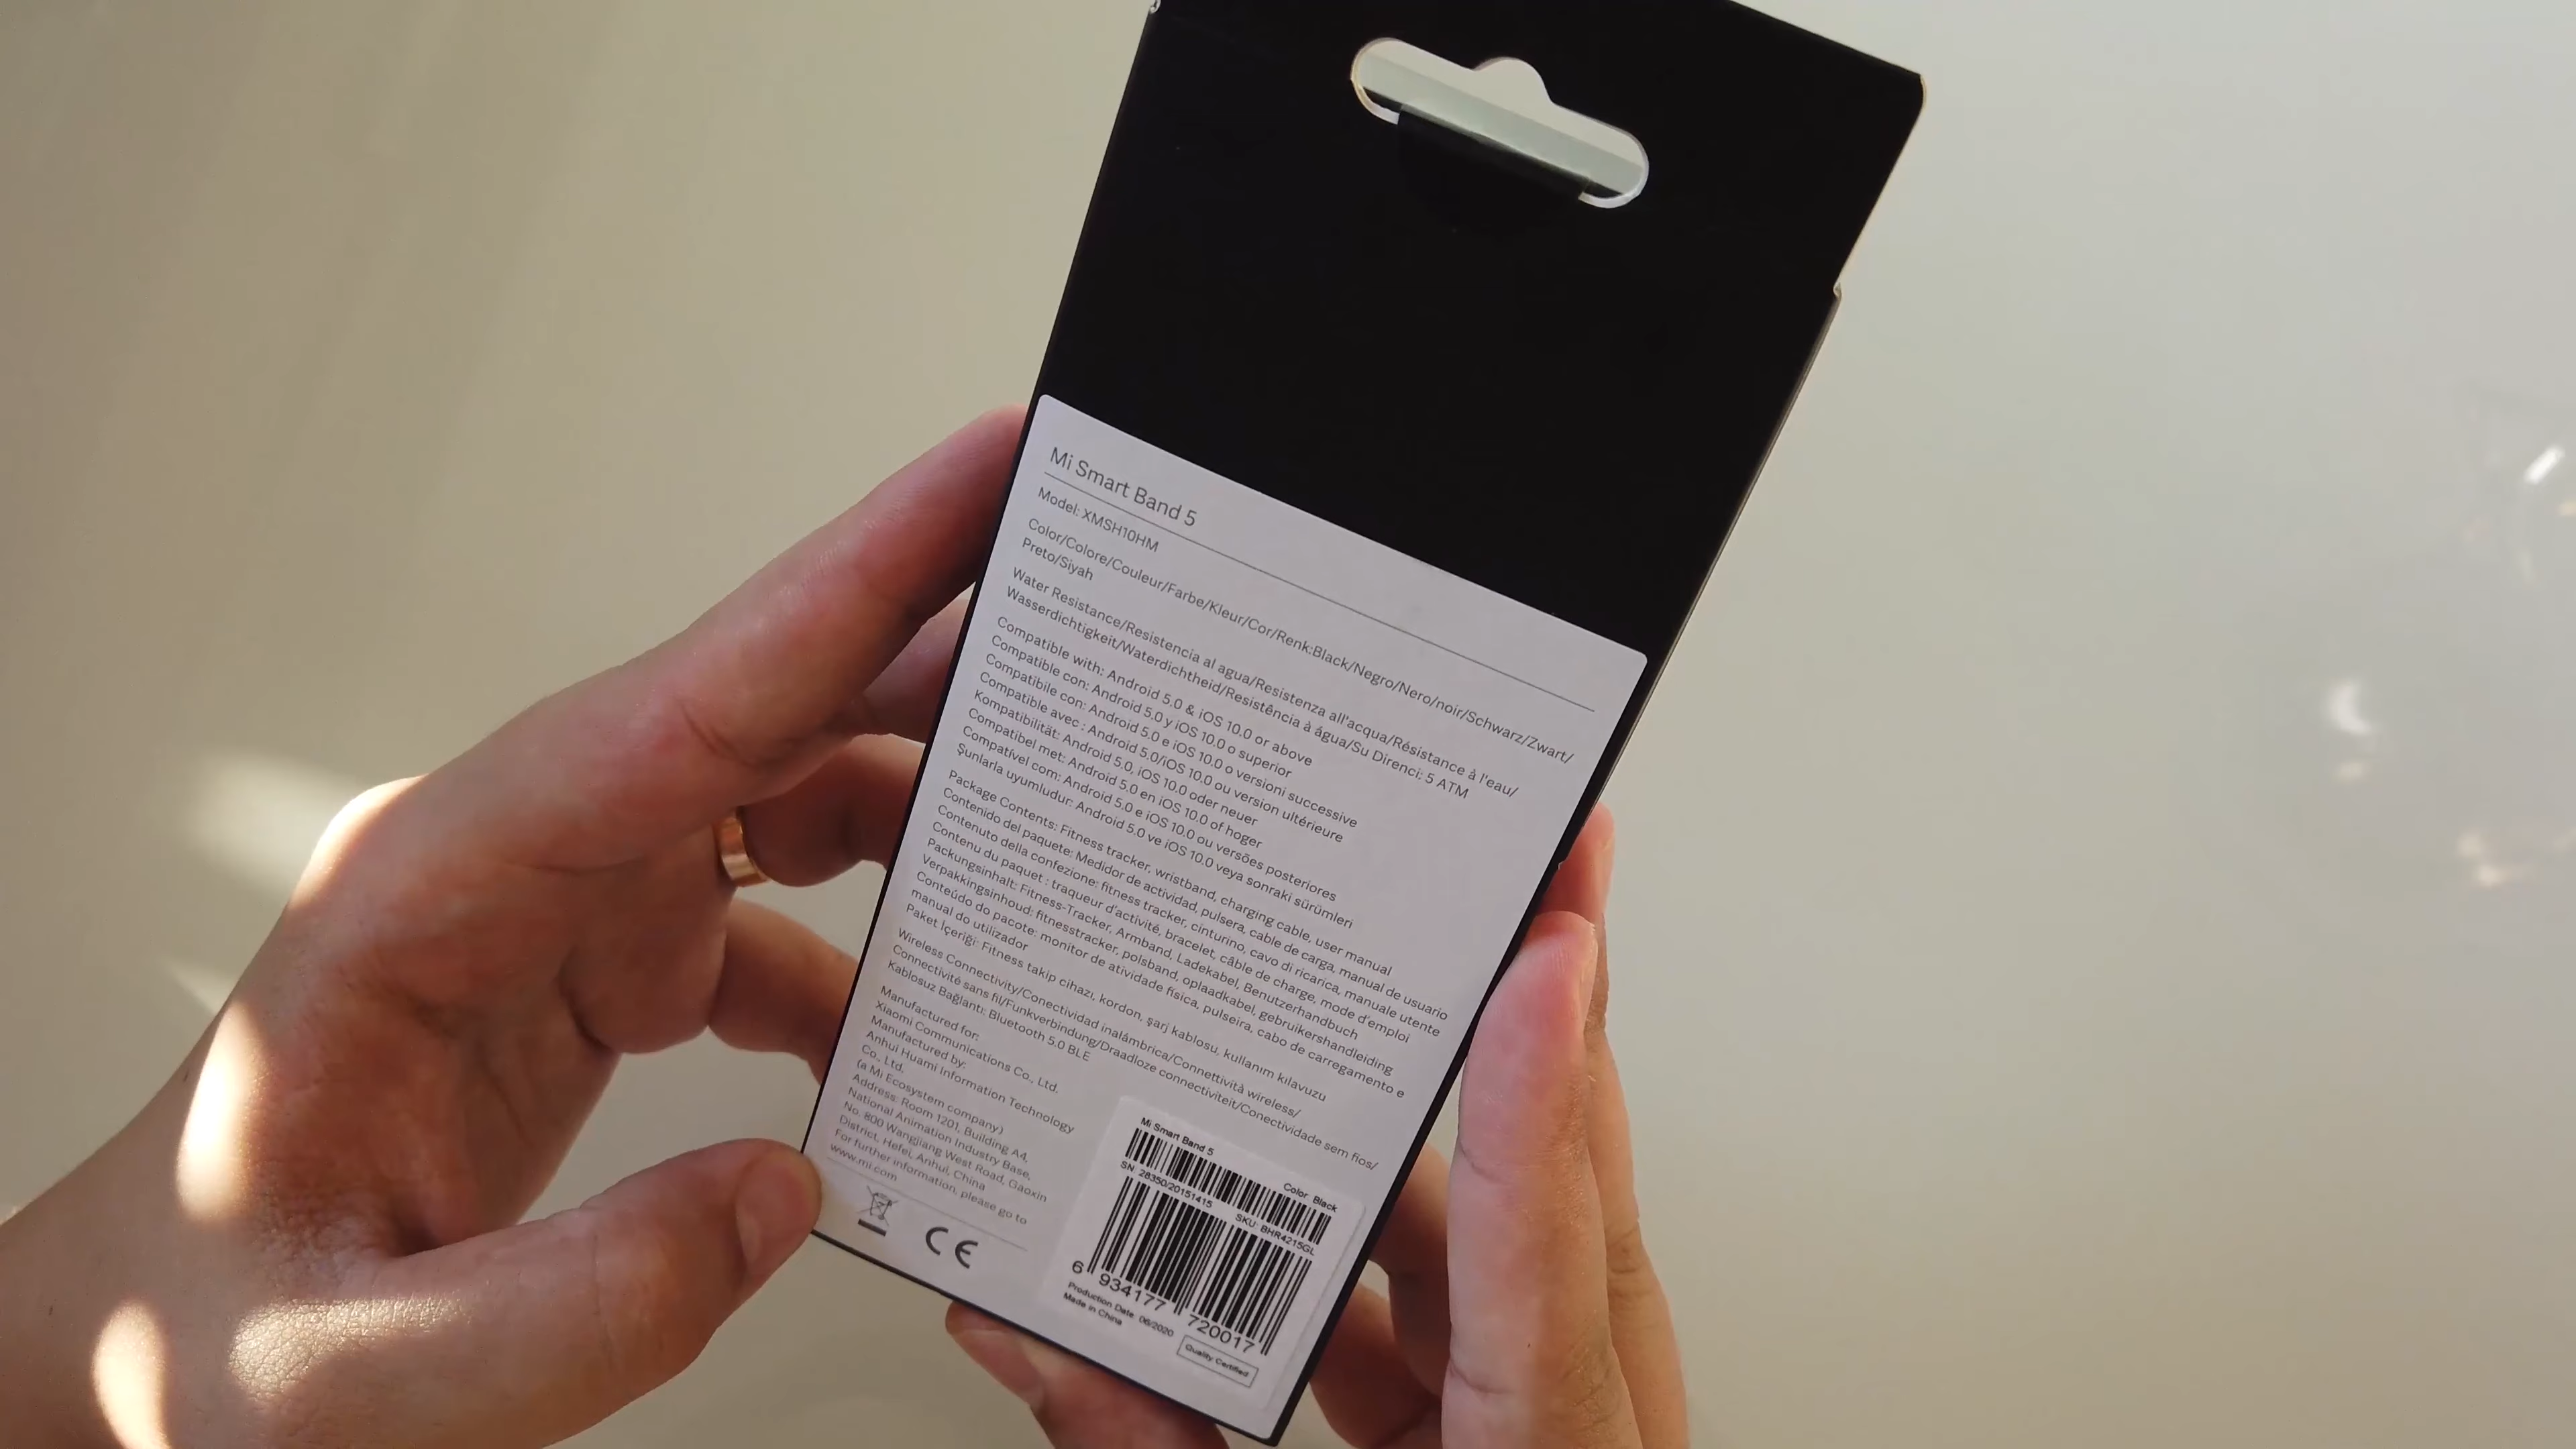 Mi Smart Band 5
Model: XMSH10HM
Color/Colore/Couleur/Farbe/Kleur/Cor/Renk:Black/Negro/Nero/noir/Schwarz/Zwart/
Preto/Siyah
Water Resistance/Resistencia al agua/Resistenza all'acqua/Résistance à l'eau/
Wasserdichtigkeit/Waterdichtheid/Resistência à água/Su Direnci: 5 ATM
Compatible with: Android 5.0 & iOS 10.0 or above
Compatible con: Android 5.0 y iOS 10.0 o superior
Compatibile con: Android 5.0 e iOS 10.0 o versioni successive
Compatible avec : Android 5.0/iOS 10.0 ou version ultérieure
Kompatibilität: Android 5.0, iOS 10.0 oder neuer
Compatibel met: Android 5.0 en iOS 10.0 of hoger
Compatível com: Android 5.0 e iOS 10.0 ou versões posteriores
Şunlarla uyumludur: Android 5.0 ve iOS 10.0 veya sonraki sürümleri
Package Contents: Fitness tracker, wristband, charging cable, user manual
Contenido del paquete: Medidor de actividad, pulsera, cable de carga, manual de usuario
Contenuto della confezione: fitness tracker, cinturino, cavo di ricarica, manuale utente
Contenu du paquet : traqueur d'activité, bracelet, câble de charge, mode d'emploi
Packungsinhalt: Fitness-Tracker, Armband, Ladekabel, Benutzerhandbuch
Verpakkingsinhoud: fitnesstracker, polsband, oplaadkabel, gebruikershandleiding
Conteúdo do pacote: monitor de atividade física, pulseira, cabo de carregamento e
manual do utilizador
Paket İçeriği: Fitness takip cihazı, kordon, şarj kablosu, kullanım kılavuzu
Wireless Connectivity/Conectividad inalámbrica/Connettività wireless/
Connectivité sans fil/Funkverbindung/Draadloze connectiviteit/Conectividade sem fios/
Kablosuz Bağlantı: Bluetooth 5.0 BLE
Manufactured for:
Xiaomi Communications Co., Ltd.
Manufactured by:
Anhui Huami Information Technology
Co., Ltd.
(a Mi Ecosystem company)
Address: Room 1201, Building A4,
National Animation Industry Base,
No. 800 Wangjiang West Road, Gaoxin
District, Hefei, Anhui, China
For further information, please go to
www.mi.com
CE
Mi Smart Band 5 Color Black
SN 28350/20151415 SKU: BHR4215GL
6 934177 720017
Production Date 06/2020
Made in China
Quality Certified